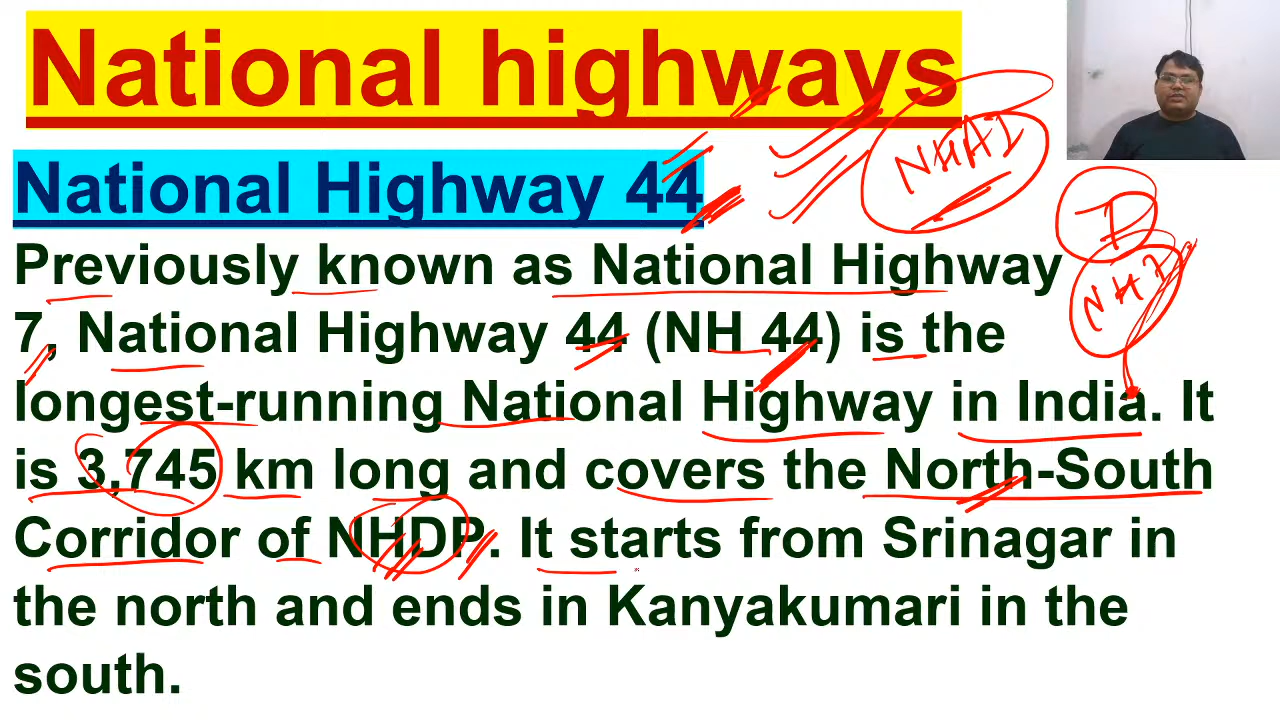 National highways
National Highway 44
NHAI
Previously known as National Highway
7, National Highway 44 (NH 44) is the
longest-running National Highway in India. It
is 3,745 km long and covers the North-South
Corridor of NHDP. It starts from Srinagar in
the north and ends in Kanyakumari in the
south.